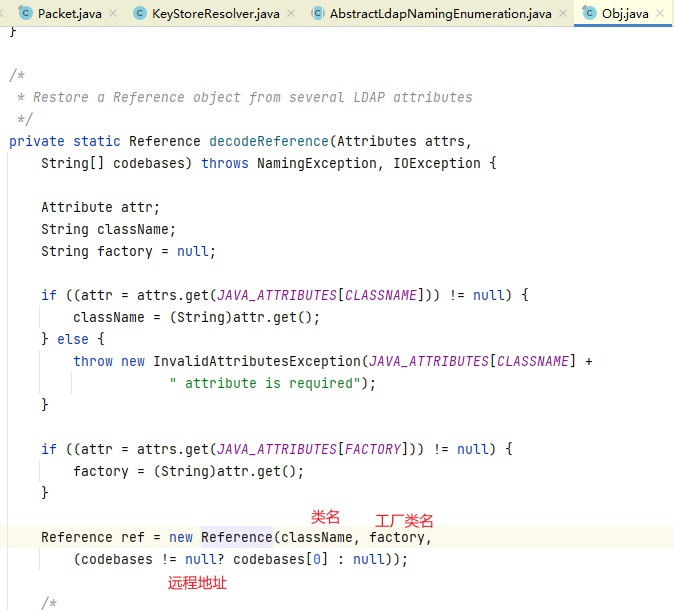 Packet.java × KeyStoreResolver.java × AbstractLdapNamingEnumeration.java × Obj.java ×
}
/*
 * Restore a Reference object from several LDAP attributes
 */
private static Reference decodeReference(Attributes attrs,
    String[] codebases) throws NamingException, IOException {
    Attribute attr;
    String className;
    String factory = null;
    if ((attr = attrs.get(JAVA_ATTRIBUTES[CLASSNAME])) != null) {
        className = (String)attr.get();
    } else {
        throw new InvalidAttributesException(JAVA_ATTRIBUTES[CLASSNAME] +
                    " attribute is required");
    }
    if ((attr = attrs.get(JAVA_ATTRIBUTES[FACTORY])) != null) {
        factory = (String)attr.get();
    }
类名 工厂类名
    Reference ref = new Reference(className, factory,
        (codebases != null? codebases[0] : null));
远程地址
    /*